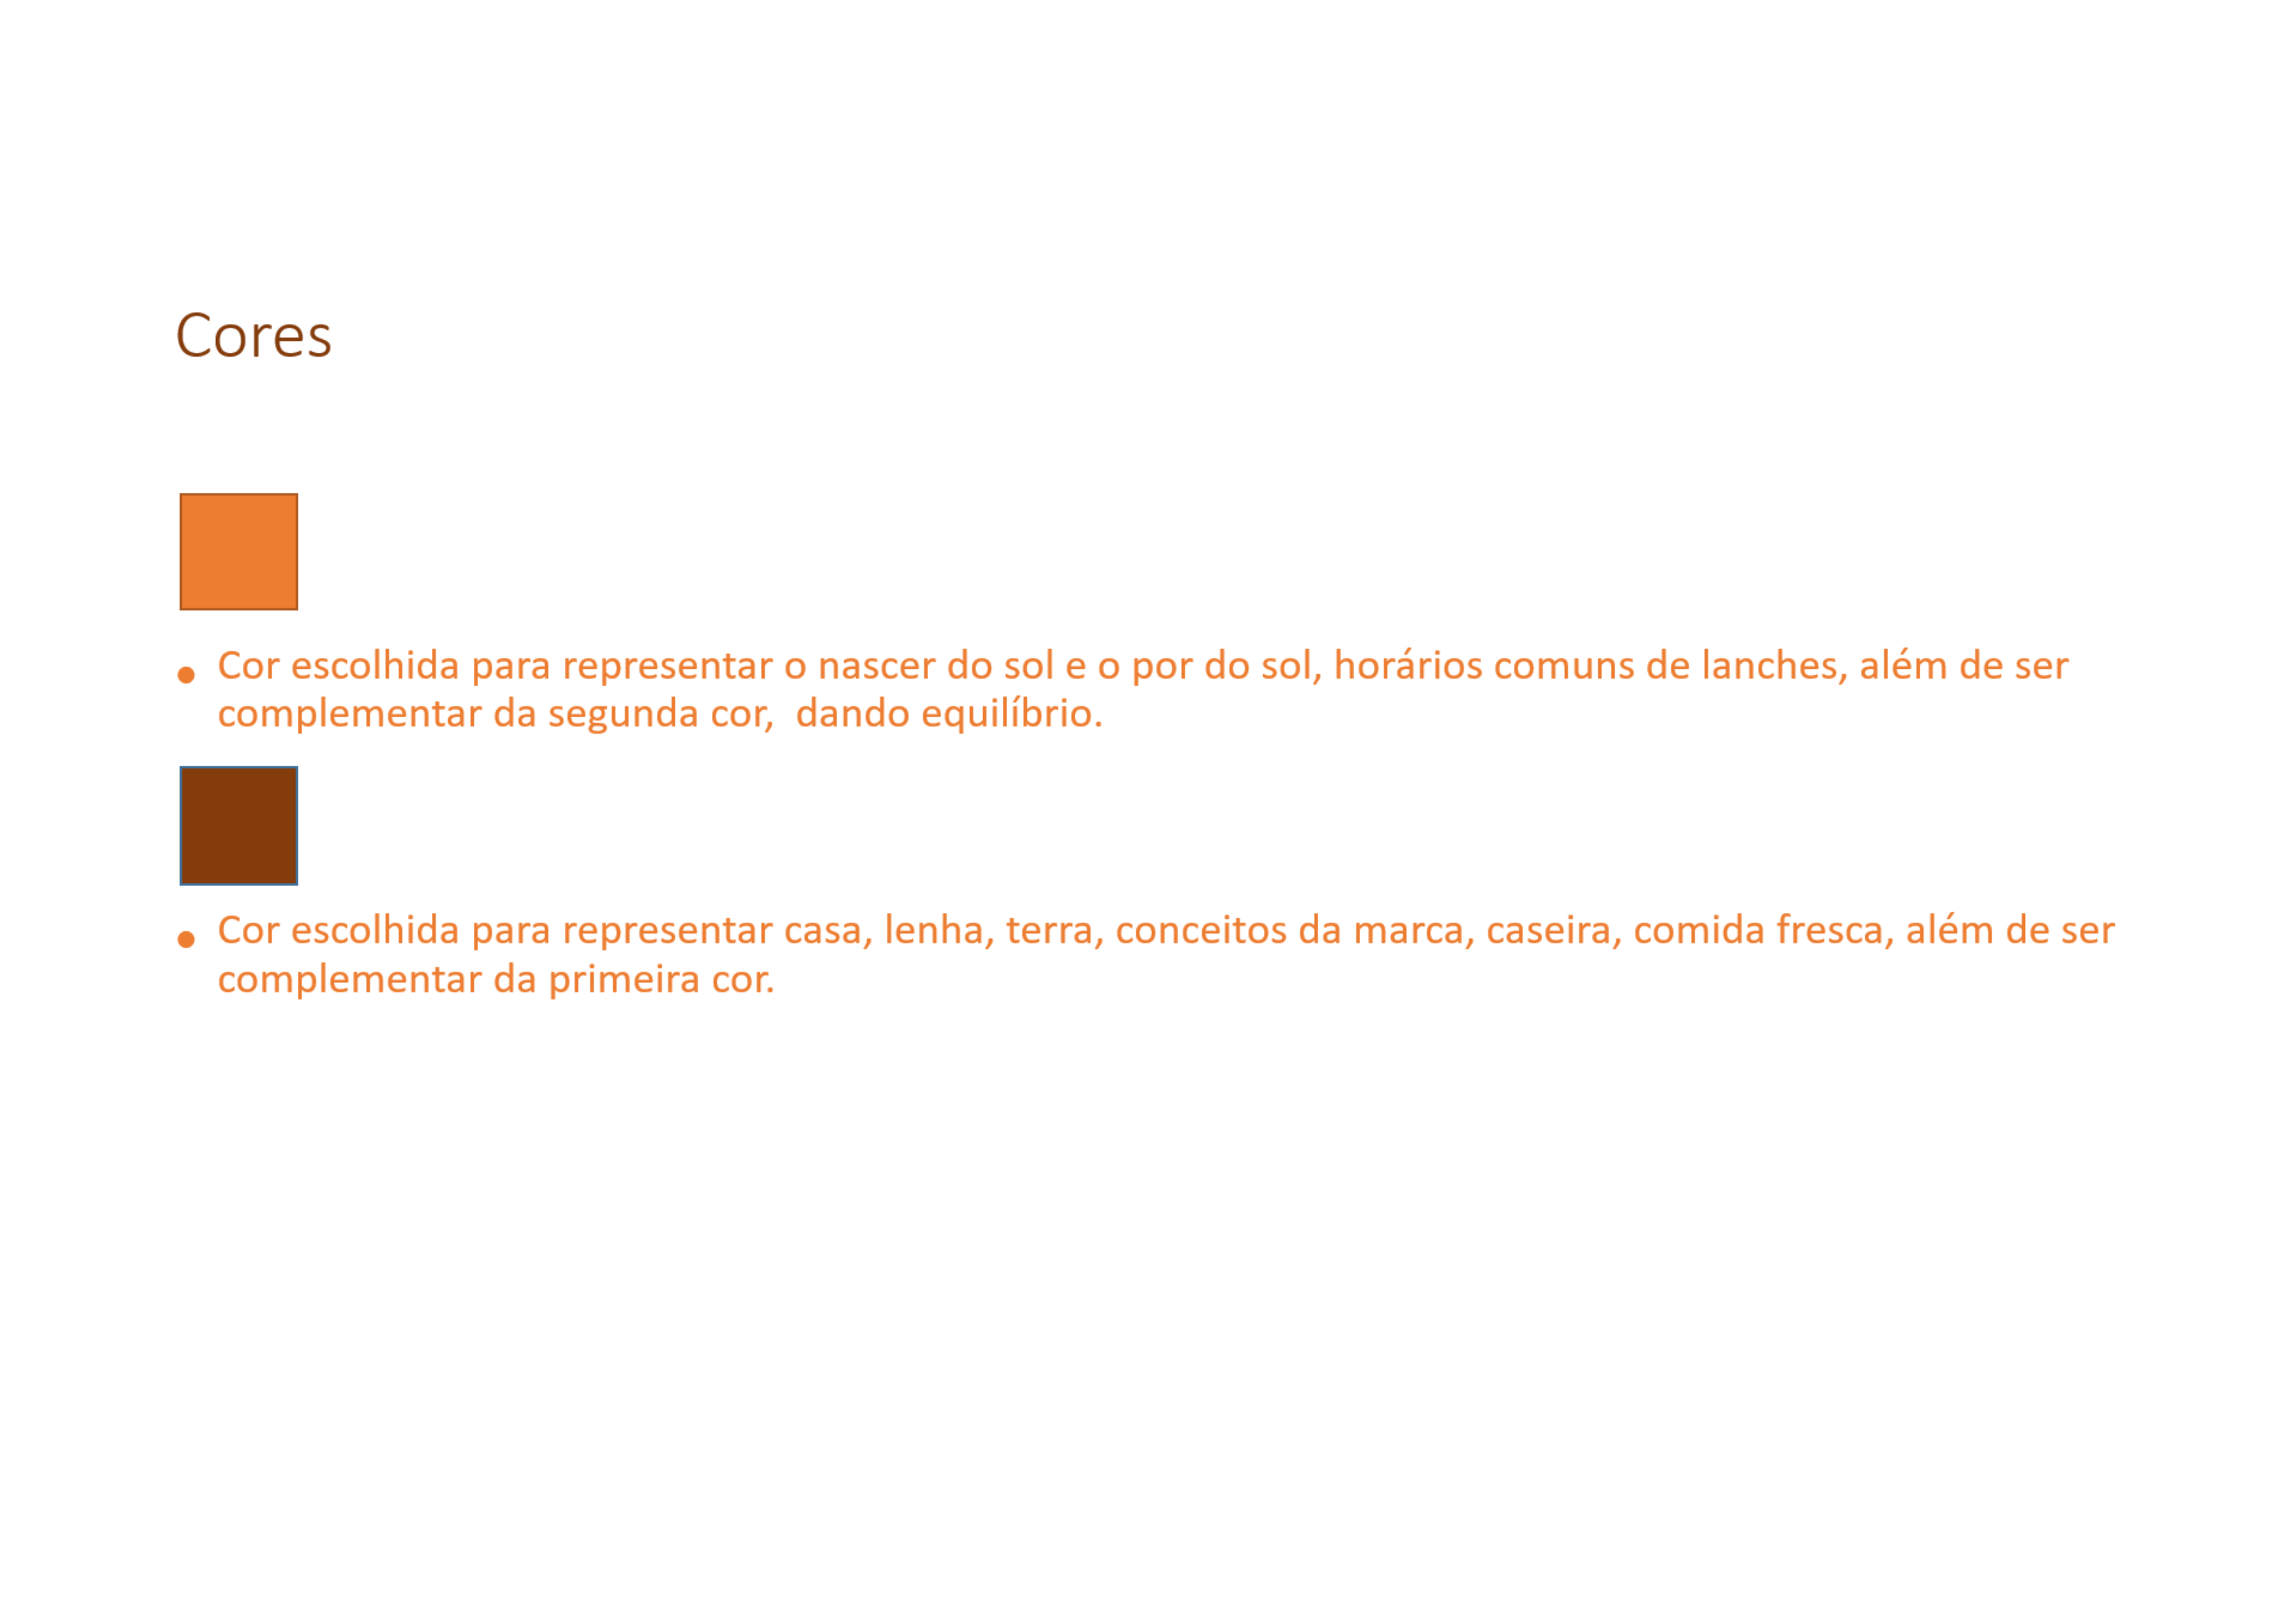 Cores
• Cor escolhida para representar o nascer do sol e o por do sol, horários comuns de lanches, além de ser
complementar da segunda cor,  dando equilíbrio.
• Cor escolhida para representar casa, lenha, terra, conceitos da marca, caseira, comida fresca, além de ser
complementar da primeira cor.